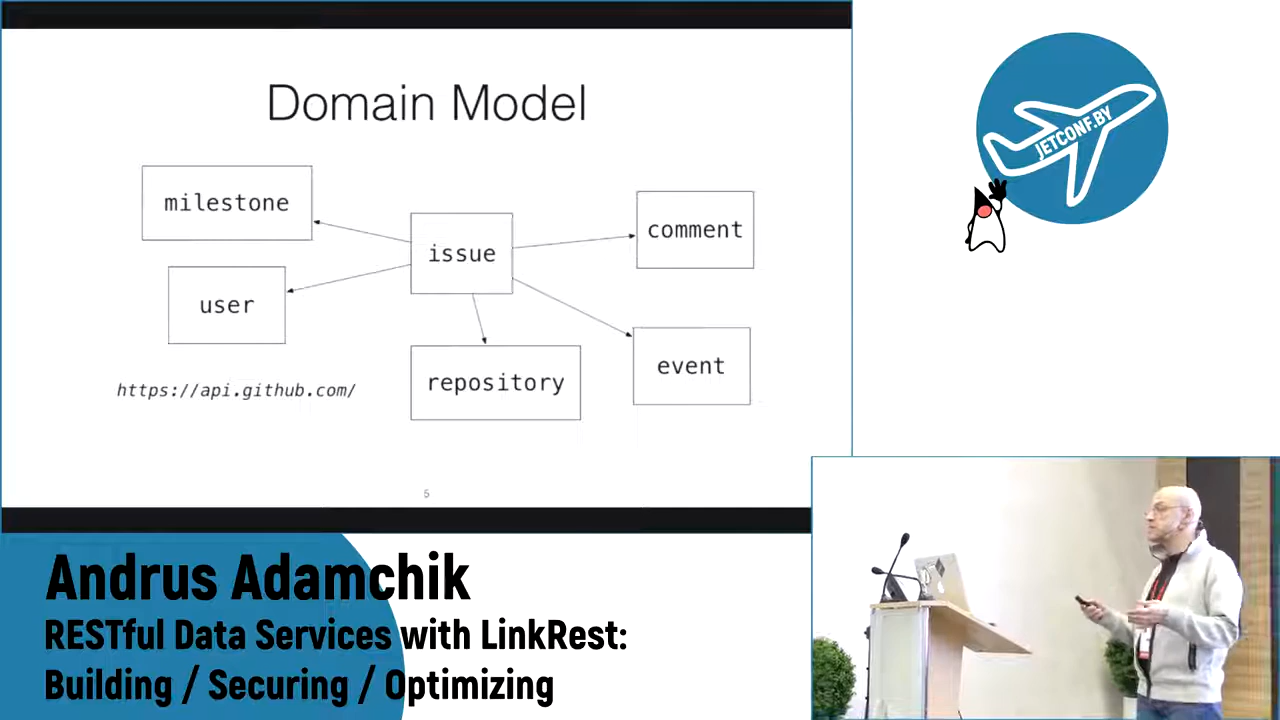 Domain Model
milestone
comment
issue
user
event
repository
https://api.github.com/
5
JETCONF.BY
Andrus Adamchik
RESTful Data Services with LinkRest:
Building / Securing / Optimizing